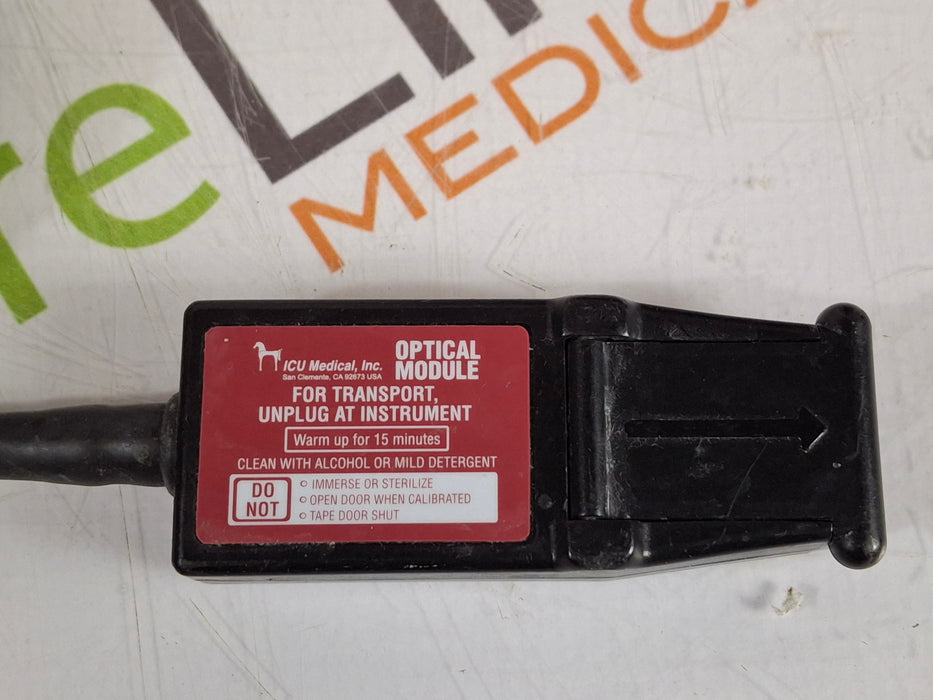 re LI
MEDICA
ICU Medical, Inc.
San Clemente, CA 92673 USA
OPTICAL
MODULE
FOR TRANSPORT,
UNPLUG AT INSTRUMENT
Warm up for 15 minutes
CLEAN WITH ALCOHOL OR MILD DETERGENT
DO
NOT
○ IMMERSE OR STERILIZE
○ OPEN DOOR WHEN CALIBRATED
○ TAPE DOOR SHUT